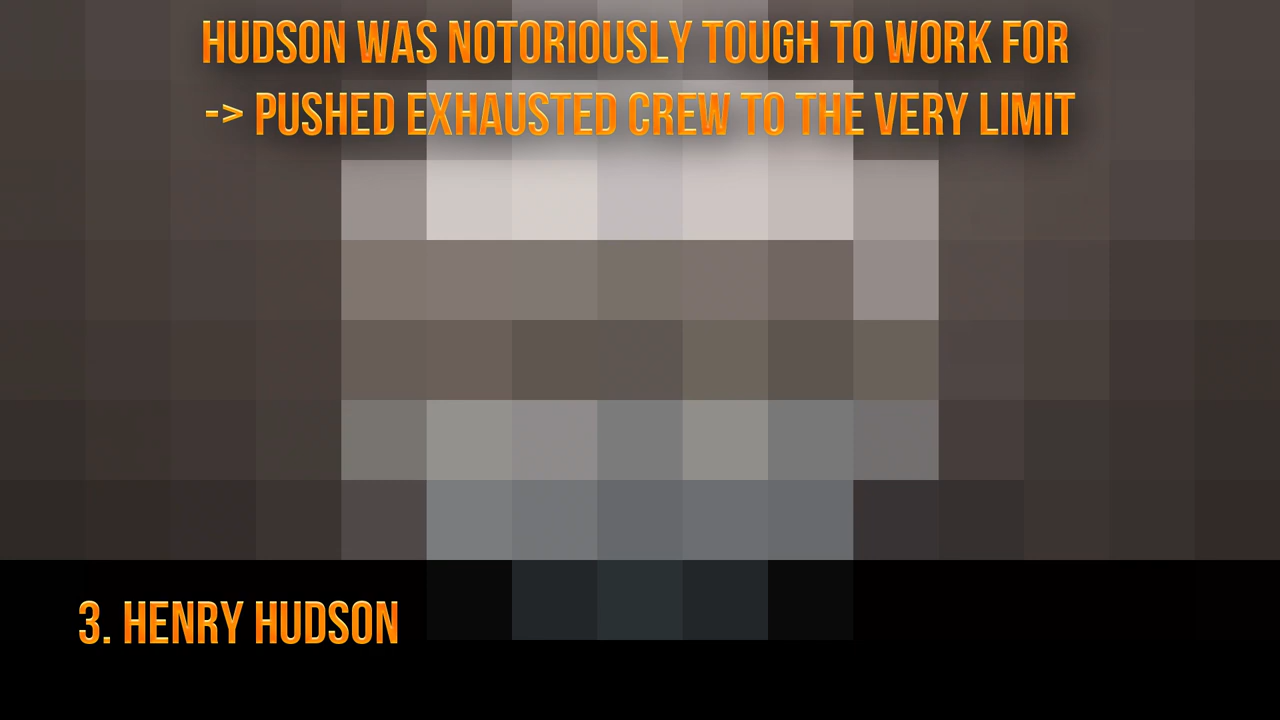 HUDSON WAS NOTORIOUSLY TOUGH TO WORK FOR
-> PUSHED EXHAUSTED CREW TO THE VERY LIMIT
3. HENRY HUDSON